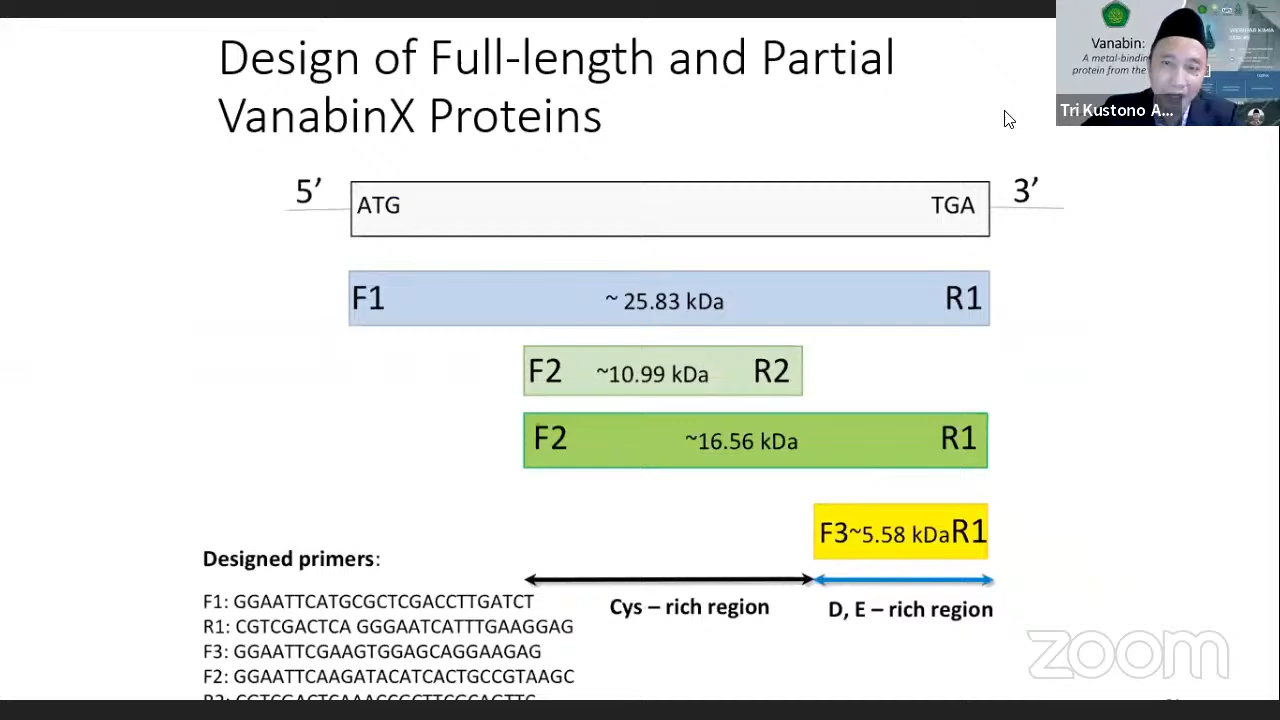 Design of Full-length and Partial
VanabinX Proteins
Vanabin:
A metal-bindin
protein from the
Tri Kustono A...
5’
ATG
TGA
3’
F1
~ 25.83 kDa
R1
F2
~10.99 kDa
R2
F2
~16.56 kDa
R1
F3~5.58 kDaR1
Cys – rich region
D, E – rich region
Designed primers:
F1: GGAATTCATGCGCTCGACCTTGATCT
R1: CGTCGACTCA GGGAATCATTTGAAGGAG
F3: GGAATTCGAAGTGGAGCAGGAAGAG
F2: GGAATTCAAGATACATCACTGCCGTAAGC
zoom